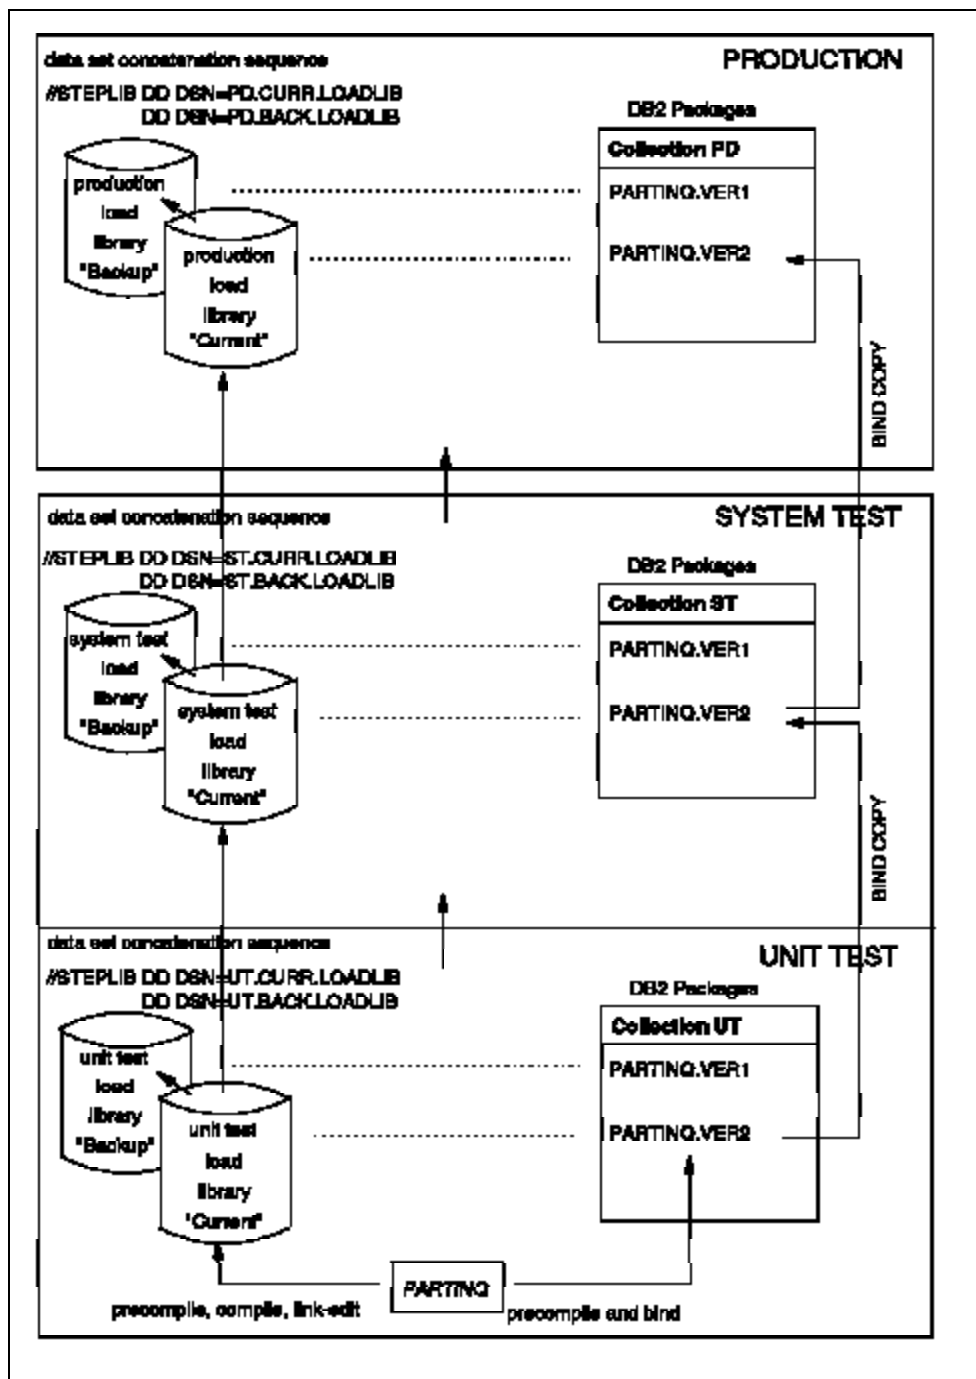 data set concatenation sequence
PRODUCTION
//STEPLIB DD DSN=PD.CURR.LOADLIB
DD DSN=PD.BACK.LOADLIB
DB2 Packages
Collection PD
production
load
library
"Backup"
PARTINQ.VER1
production
load
library
"Current"
PARTINQ.VER2
BIND COPY
data set concatenation sequence
SYSTEM TEST
//STEPLIB DD DSN=ST.CURR.LOADLIB
DD DSN=ST.BACK.LOADLIB
DB2 Packages
Collection ST
system test
load
library
"Backup"
PARTINQ.VER1
system test
load
library
"Current"
PARTINQ.VER2
BIND COPY
data set concatenation sequence
UNIT TEST
//STEPLIB DD DSN=UT.CURR.LOADLIB
DD DSN=UT.BACK.LOADLIB
DB2 Packages
Collection UT
unit test
load
library
"Backup"
PARTINQ.VER1
unit test
load
library
"Current"
PARTINQ.VER2
PARTINQ
precompile, compile, link-edit
precompile and bind